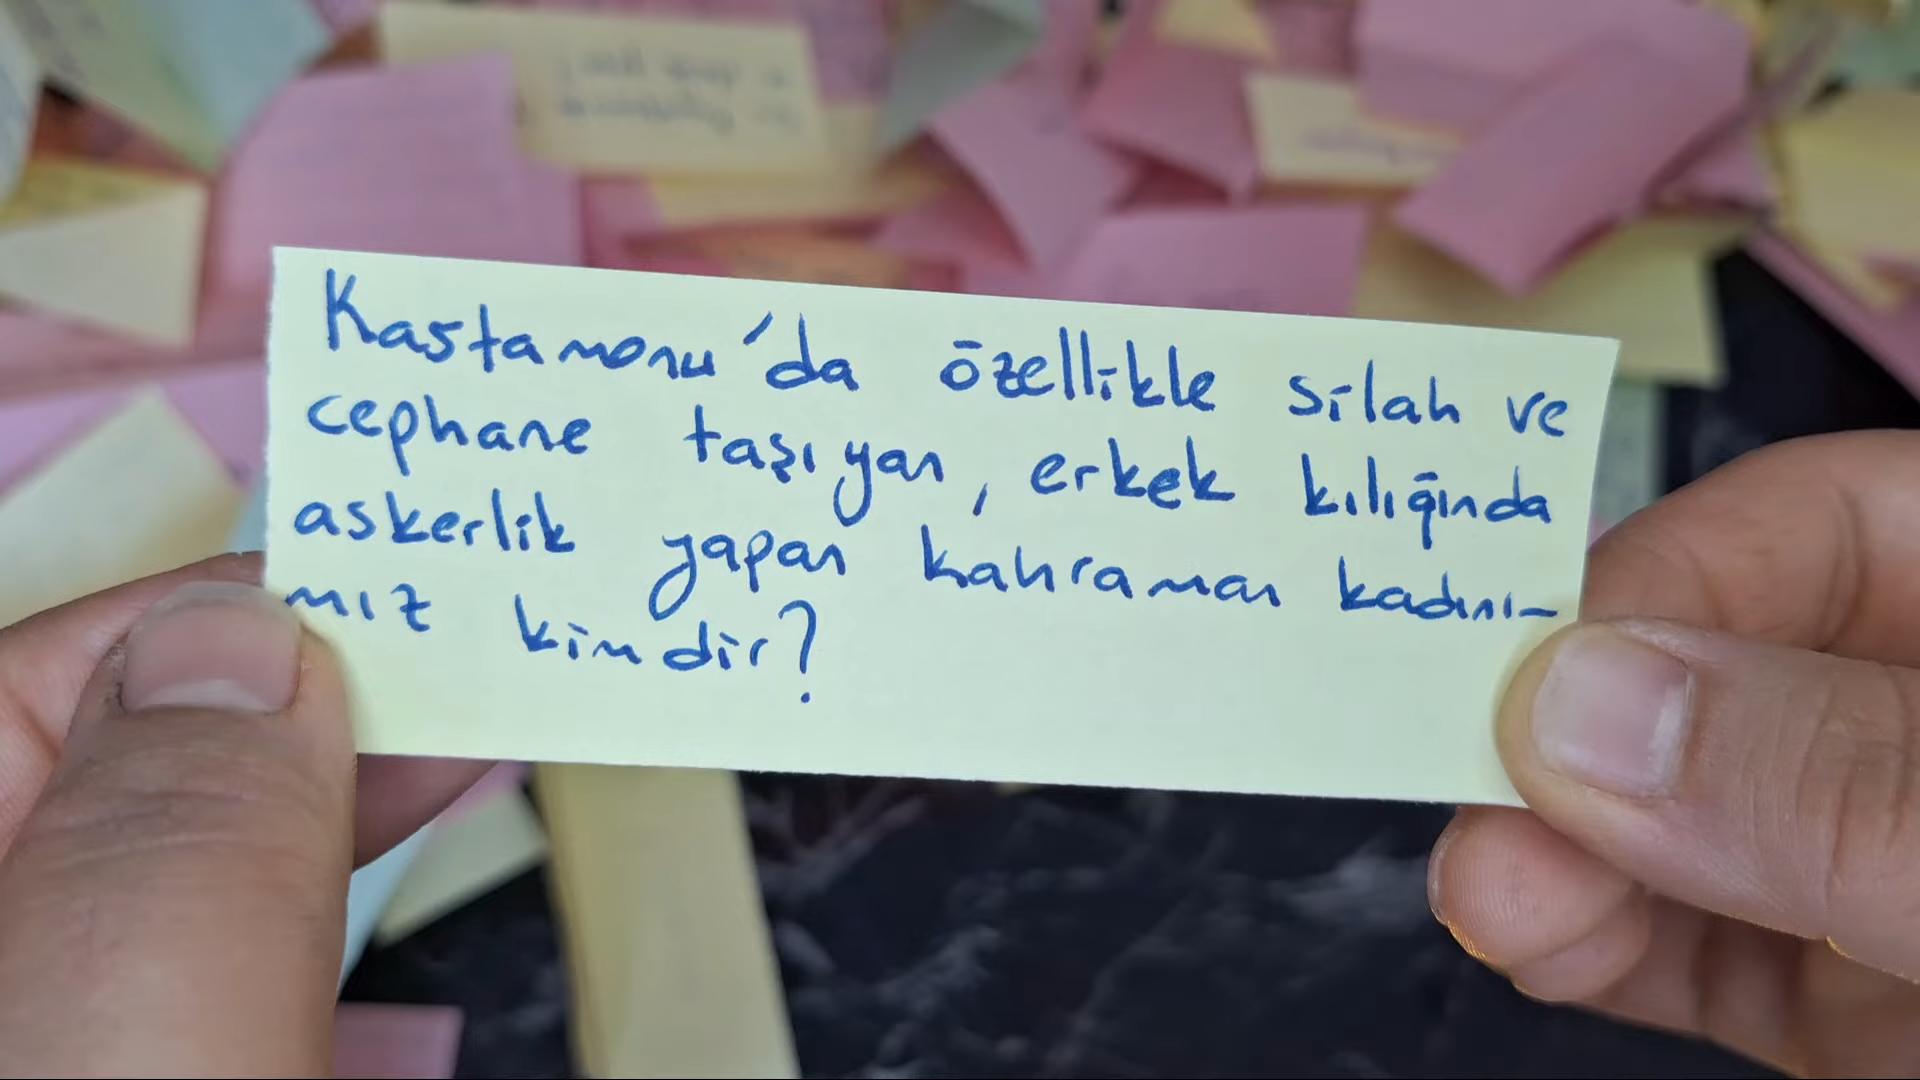 Kastamonu'da özellikle silah ve
cephane taşıyan, erkek kılığında
askerlik yapan kahraman kadını-
mız kimdir?